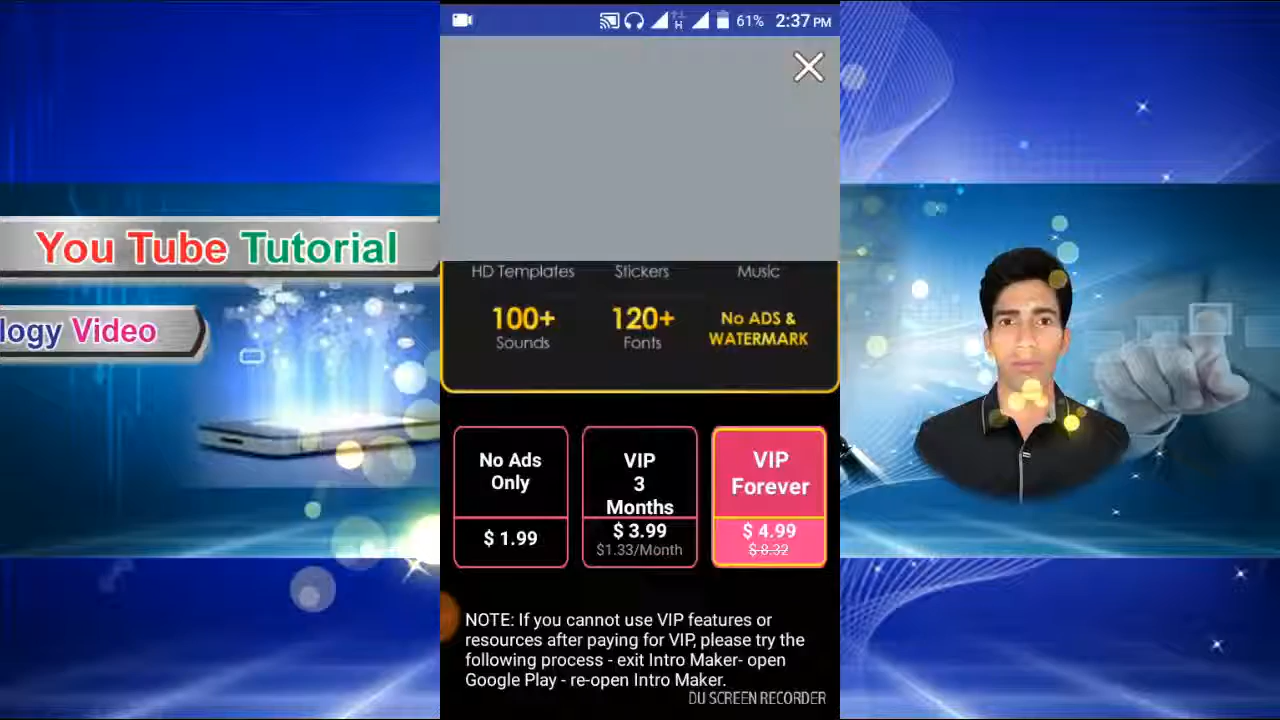 61% 2:37 PM
You Tube Tutorial
logy Video
HD Templates Stickers Music
100+ 120+ No ADS &
Sounds Fonts WATERMARK
No Ads
Only
$ 1.99
VIP
3
Months
$ 3.99
$1.33/Month
VIP
Forever
$ 4.99
$ 8.32
NOTE: If you cannot use VIP features or
resources after paying for VIP, please try the
following process - exit Intro Maker- open
Google Play - re-open Intro Maker.
DU SCREEN RECORDER